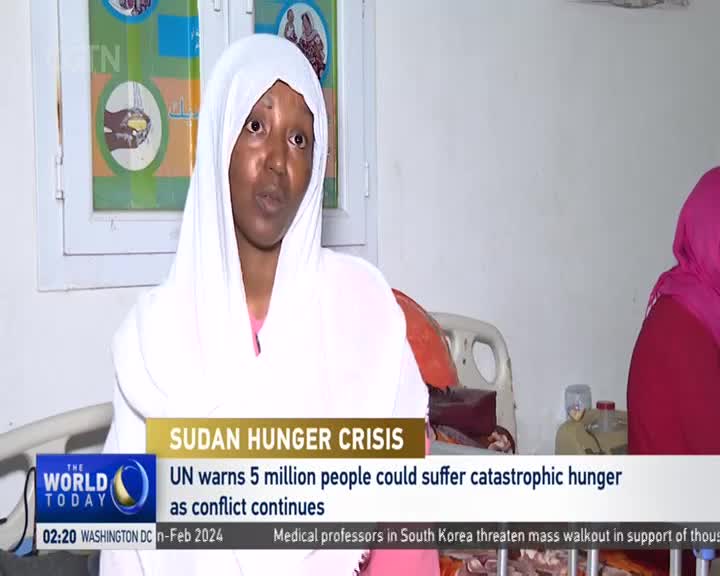 CGTN
SUDAN HUNGER CRISIS
UN warns 5 million people could suffer catastrophic hunger
as conflict continues
THE
WORLD
TODAY
02:20 WASHINGTON DC
n-Feb 2024 Medical professors in South Korea threaten mass walkout in support of thous